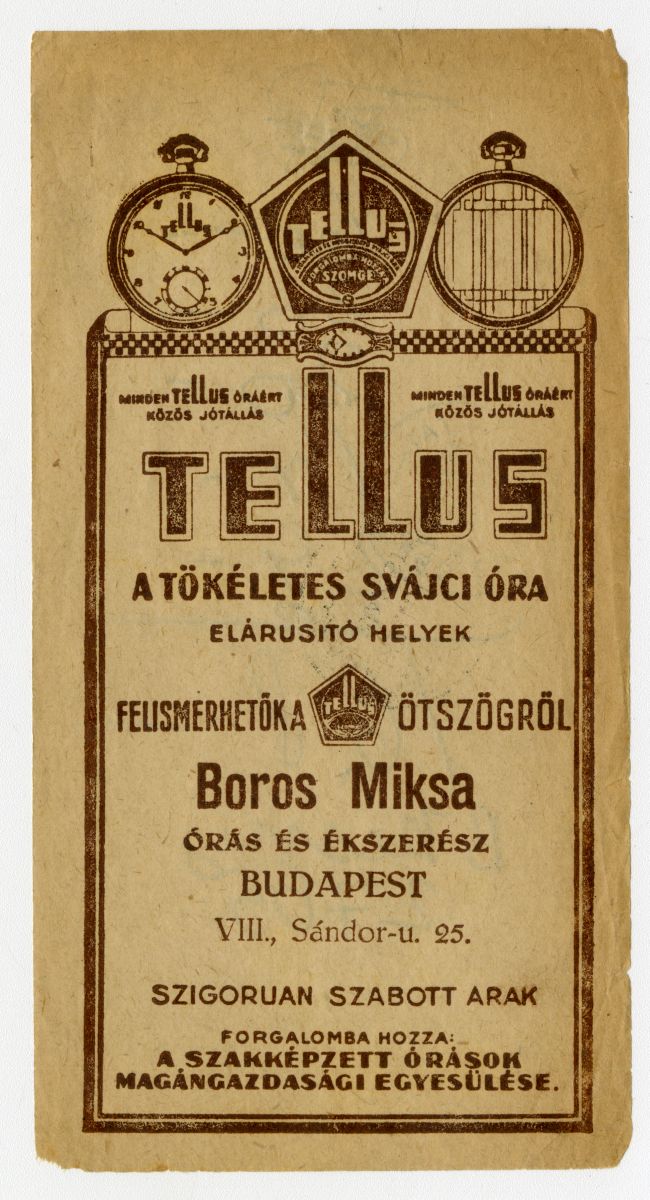 TELLUS
TELLUS
SZOMGE
MINDEN TELLUS ÓRÁÉRT
KÖZÖS JÓTÁLLÁS
MINDEN TELLUS ÓRÁÉRT
KÖZÖS JÓTÁLLÁS
TELLUS
A TÖKÉLETES SVÁJCI ÓRA
ELÁRUSITÓ HELYEK
FELISMERHETŐK A TELLUS ÖTSZÖGRŐL
Boros Miksa
ÓRÁS ÉS ÉKSZERÉSZ
BUDAPEST
VIII., Sándor-u. 25.
SZIGORUAN SZABOTT ARAK
FORGALOMBA HOZZA:
A SZAKKÉPZETT ÓRÁSOK
MAGÁNGAZDASÁGI EGYESÜLÉSE.